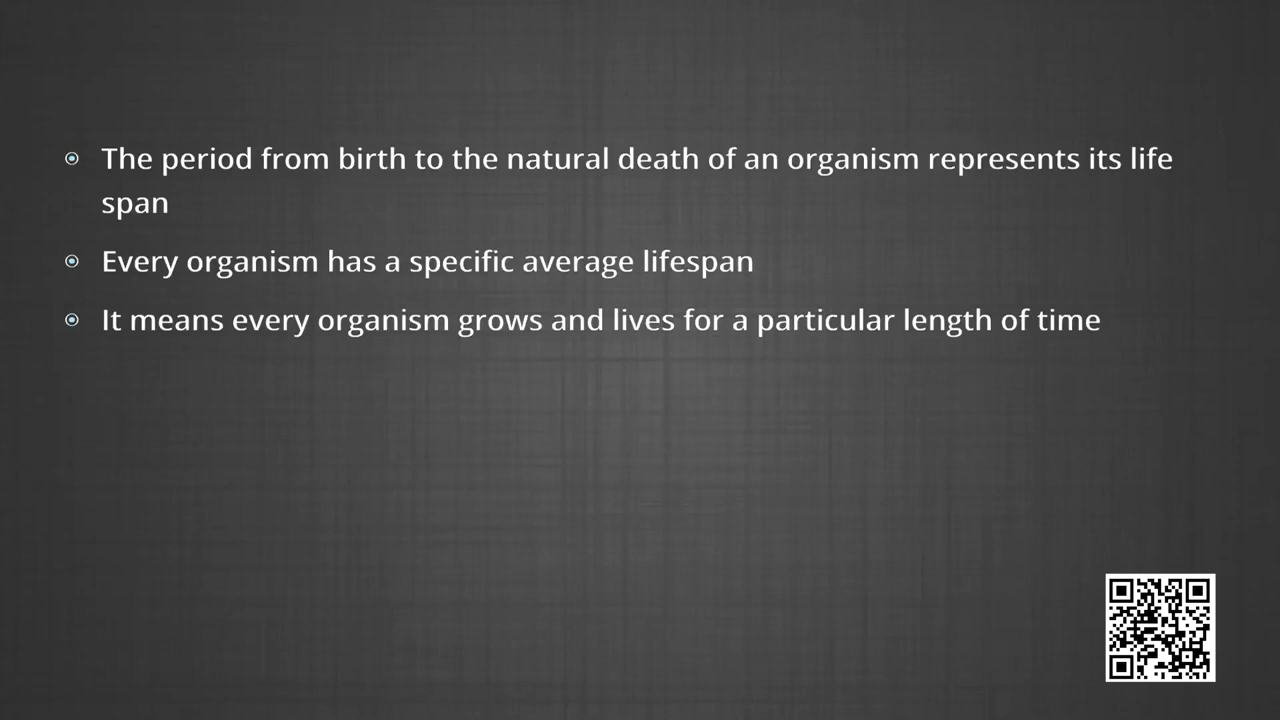 The period from birth to the natural death of an organism represents its life
span
Every organism has a specific average lifespan
It means every organism grows and lives for a particular length of time